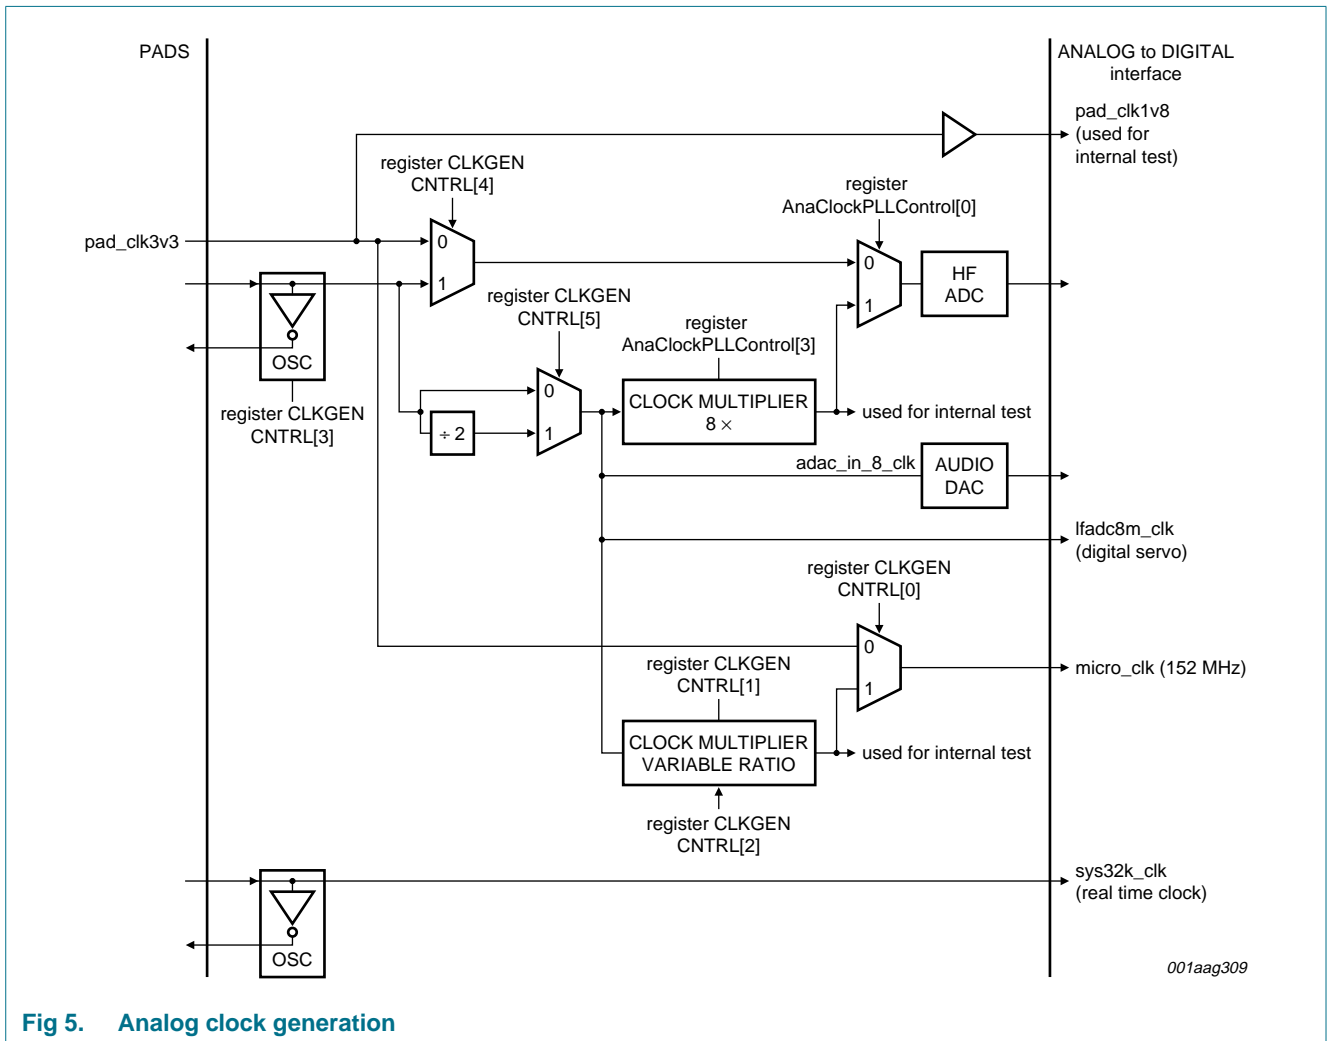 PADS
ANALOG to DIGITAL
interface
pad_clk1v8
(used for
internal test)
register CLKGEN
CNTRL[4]
register
AnaClockPLLControl[0]
pad_clk3v3
0
1
0
1
HF
ADC
OSC
register CLKGEN
CNTRL[3]
register CLKGEN
CNTRL[5]
register
AnaClockPLLControl[3]
0
1
÷ 2
CLOCK MULTIPLIER
8 ×
used for internal test
adac_in_8_clk
AUDIO
DAC
lfadc8m_clk
(digital servo)
register CLKGEN
CNTRL[0]
0
1
micro_clk (152 MHz)
register CLKGEN
CNTRL[1]
CLOCK MULTIPLIER
VARIABLE RATIO
used for internal test
register CLKGEN
CNTRL[2]
sys32k_clk
(real time clock)
OSC
001aag309
Fig 5. Analog clock generation